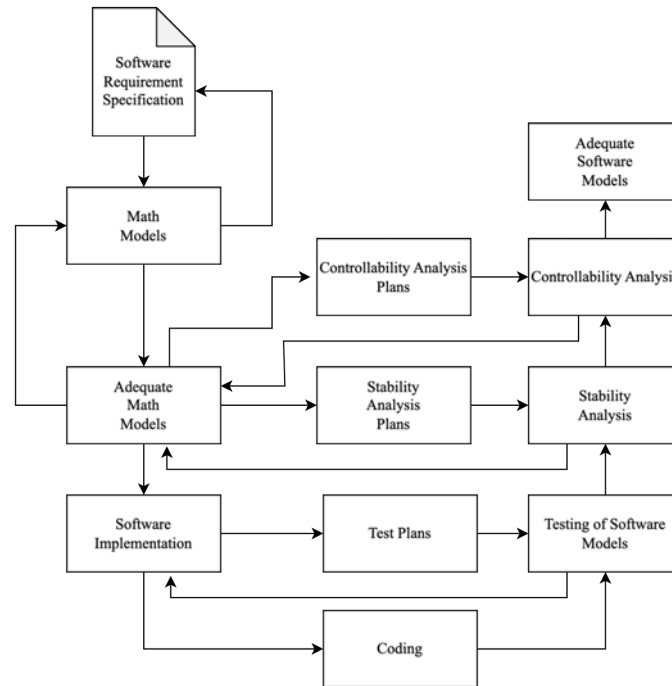 Software
Requirement
Specification
Adequate
Software
Models
Math
Models
Controllability Analysis
Plans
Controllability Analysis
Adequate
Math
Models
Stability
Analysis
Plans
Stability
Analysis
Software
Implementation
Test Plans
Testing of Software
Models
Coding